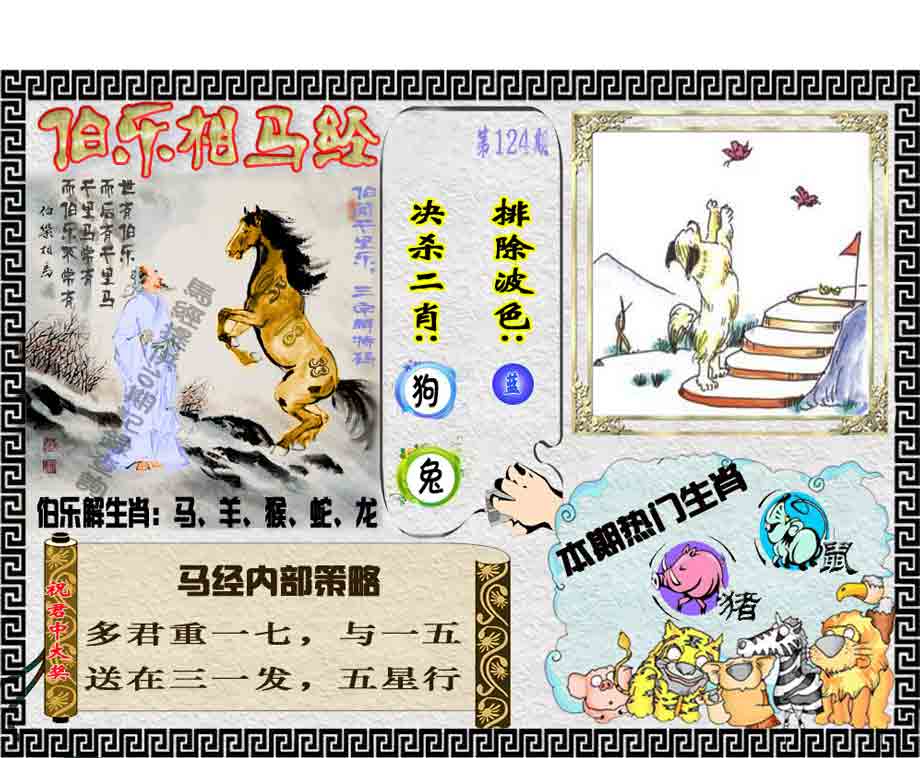 伯乐相马经
世有伯乐
而后有千里马
千里马常有
而伯乐不常有
伯乐相马
伯乐解生肖：马、羊、猴、蛇、龙
第124期
排除波色：
蓝
决杀二肖：
狗
兔
本期热门生肖
猪
鼠
祝君中大奖
马经内部策略
多君重一七，与一五
送在三一发，五星行